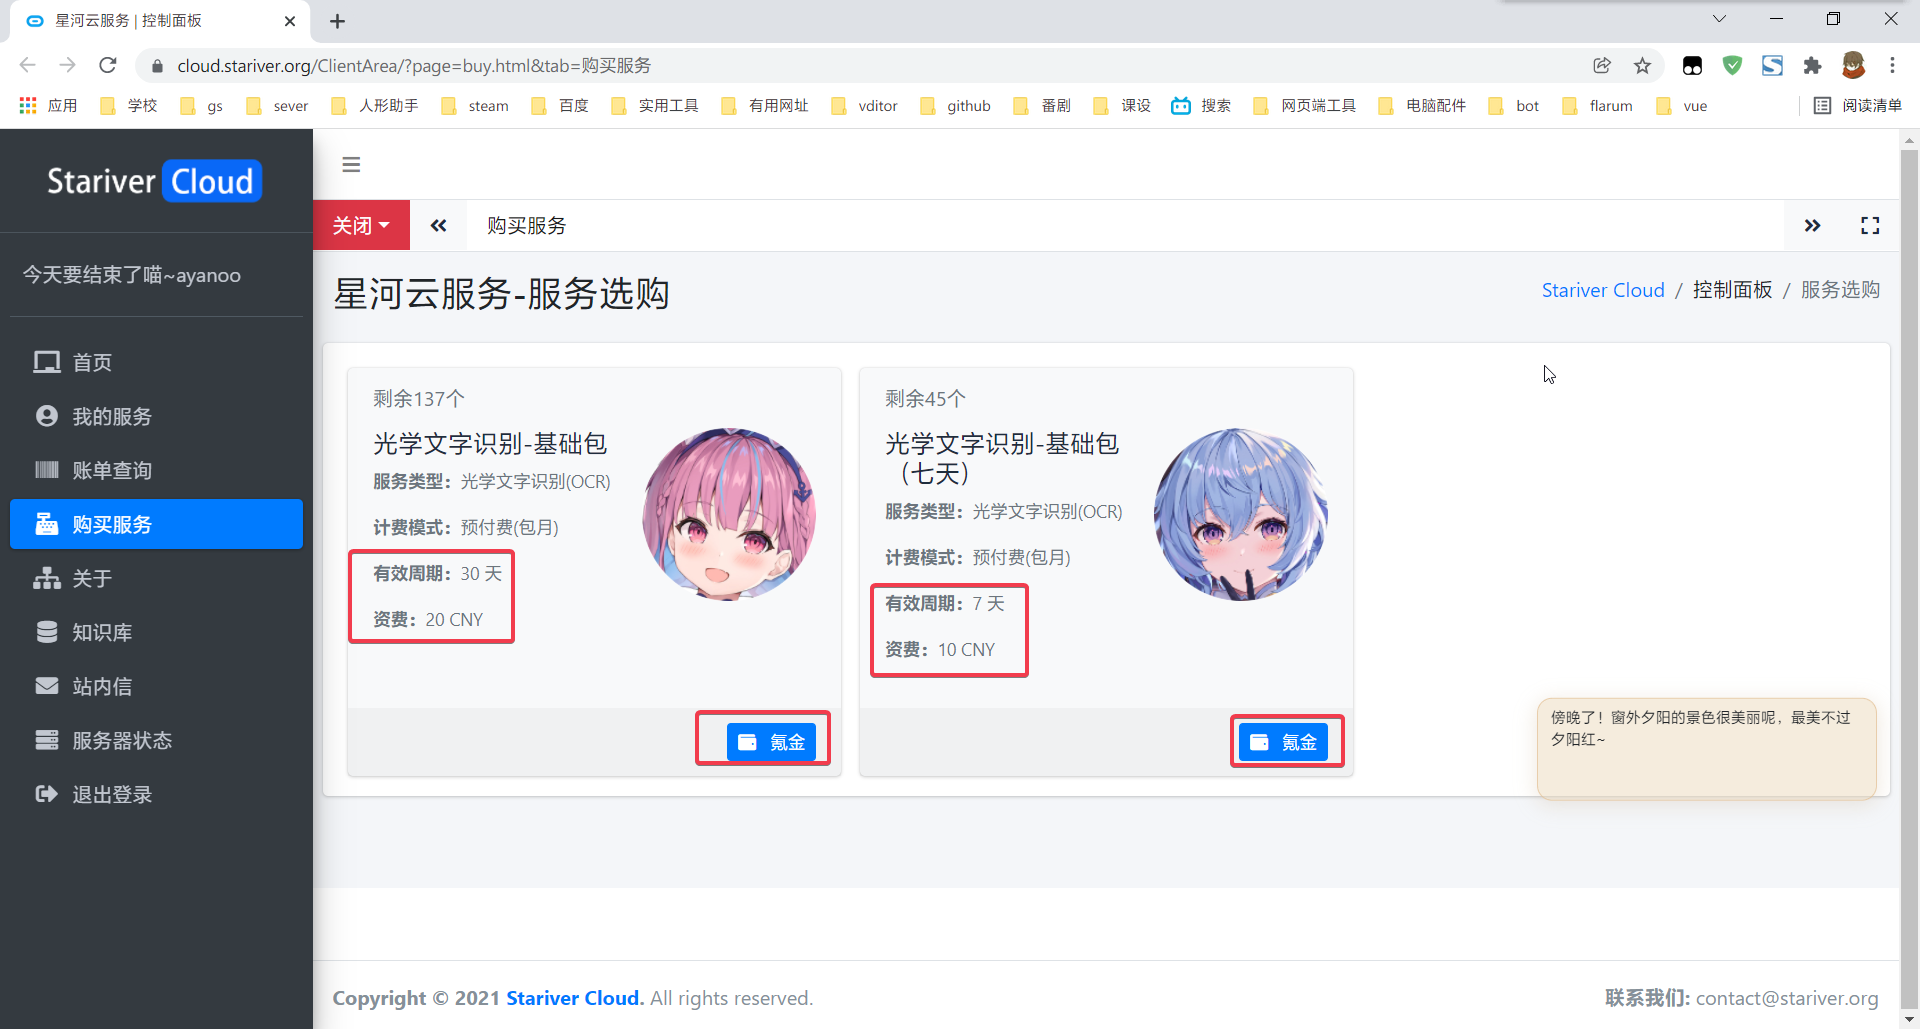 星河云服务 | 控制面板
cloud.stariver.org/ClientArea/?page=buy.html&tab=购买服务
应用 学校 gs sever 人形助手 steam 百度 实用工具 有用网址 vditor github 番剧 课设 搜索 网页端工具 电脑配件 bot flarum vue 阅读清单
Stariver Cloud
今天要结束了喵~ayanoo
首页
我的服务
账单查询
购买服务
关于
知识库
站内信
服务器状态
退出登录
关闭 购买服务
星河云服务-服务选购
Stariver Cloud / 控制面板 / 服务选购
剩余137个
光学文字识别-基础包
服务类型：光学文字识别(OCR)
计费模式：预付费(包月)
有效周期：30 天
资费：20 CNY
氪金
剩余45个
光学文字识别-基础包
（七天）
服务类型：光学文字识别(OCR)
计费模式：预付费(包月)
有效周期：7 天
资费：10 CNY
氪金
傍晚了！窗外夕阳的景色很美丽呢，最美不过
夕阳红~
Copyright © 2021 Stariver Cloud. All rights reserved.
联系我们: contact@stariver.org